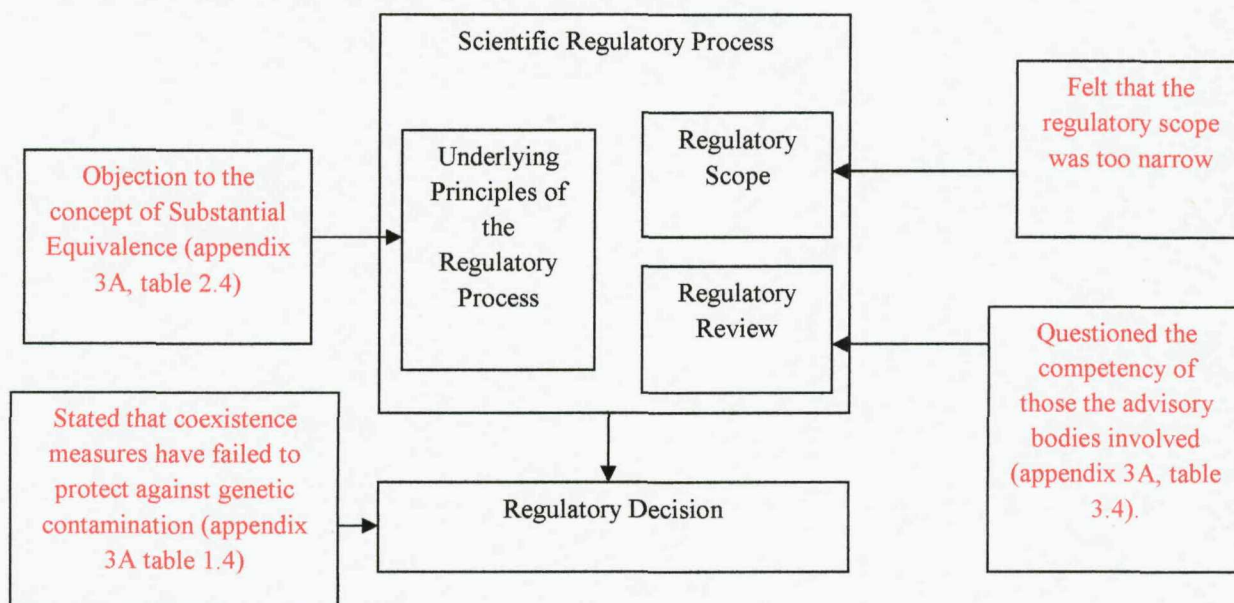 Scientific Regulatory Process
Underlying
Principles of
the
Regulatory
Process
Regulatory
Scope
Regulatory
Review
Felt that the
regulatory scope
was too narrow
Objection to the
concept of Substantial
Equivalence (appendix
3A, table 2.4)
Questioned the
competency of
those the advisory
bodies involved
(appendix 3A, table
3.4).
Stated that coexistence
measures have failed to
protect against genetic
contamination (appendix
3A table 1.4)
Regulatory Decision